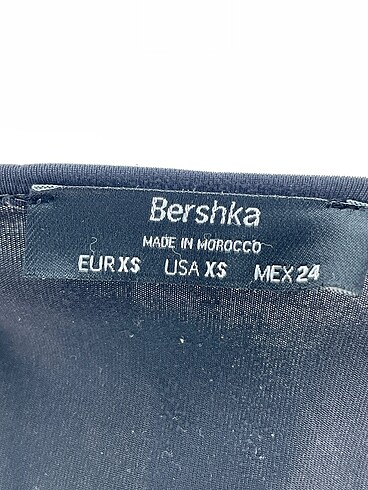 Bershka
MADE IN MOROCCO
EUR XS USA XS MEX 24